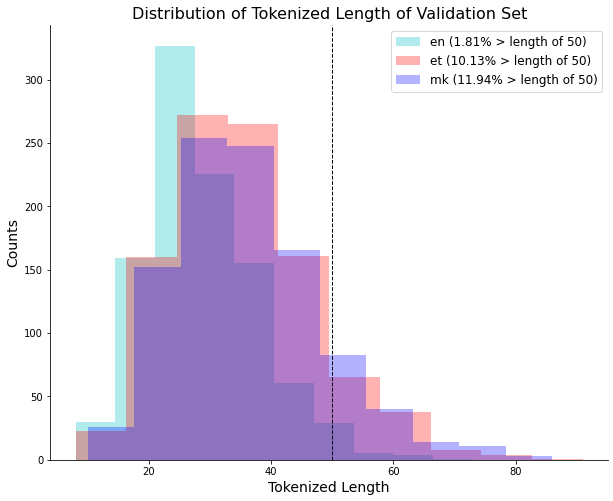 Distribution of Tokenized Length of Validation Set
en (1.81% > length of 50)
et (10.13% > length of 50)
mk (11.94% > length of 50)
Counts
300
250
200
150
100
50
0
20 40 60 80
Tokenized Length